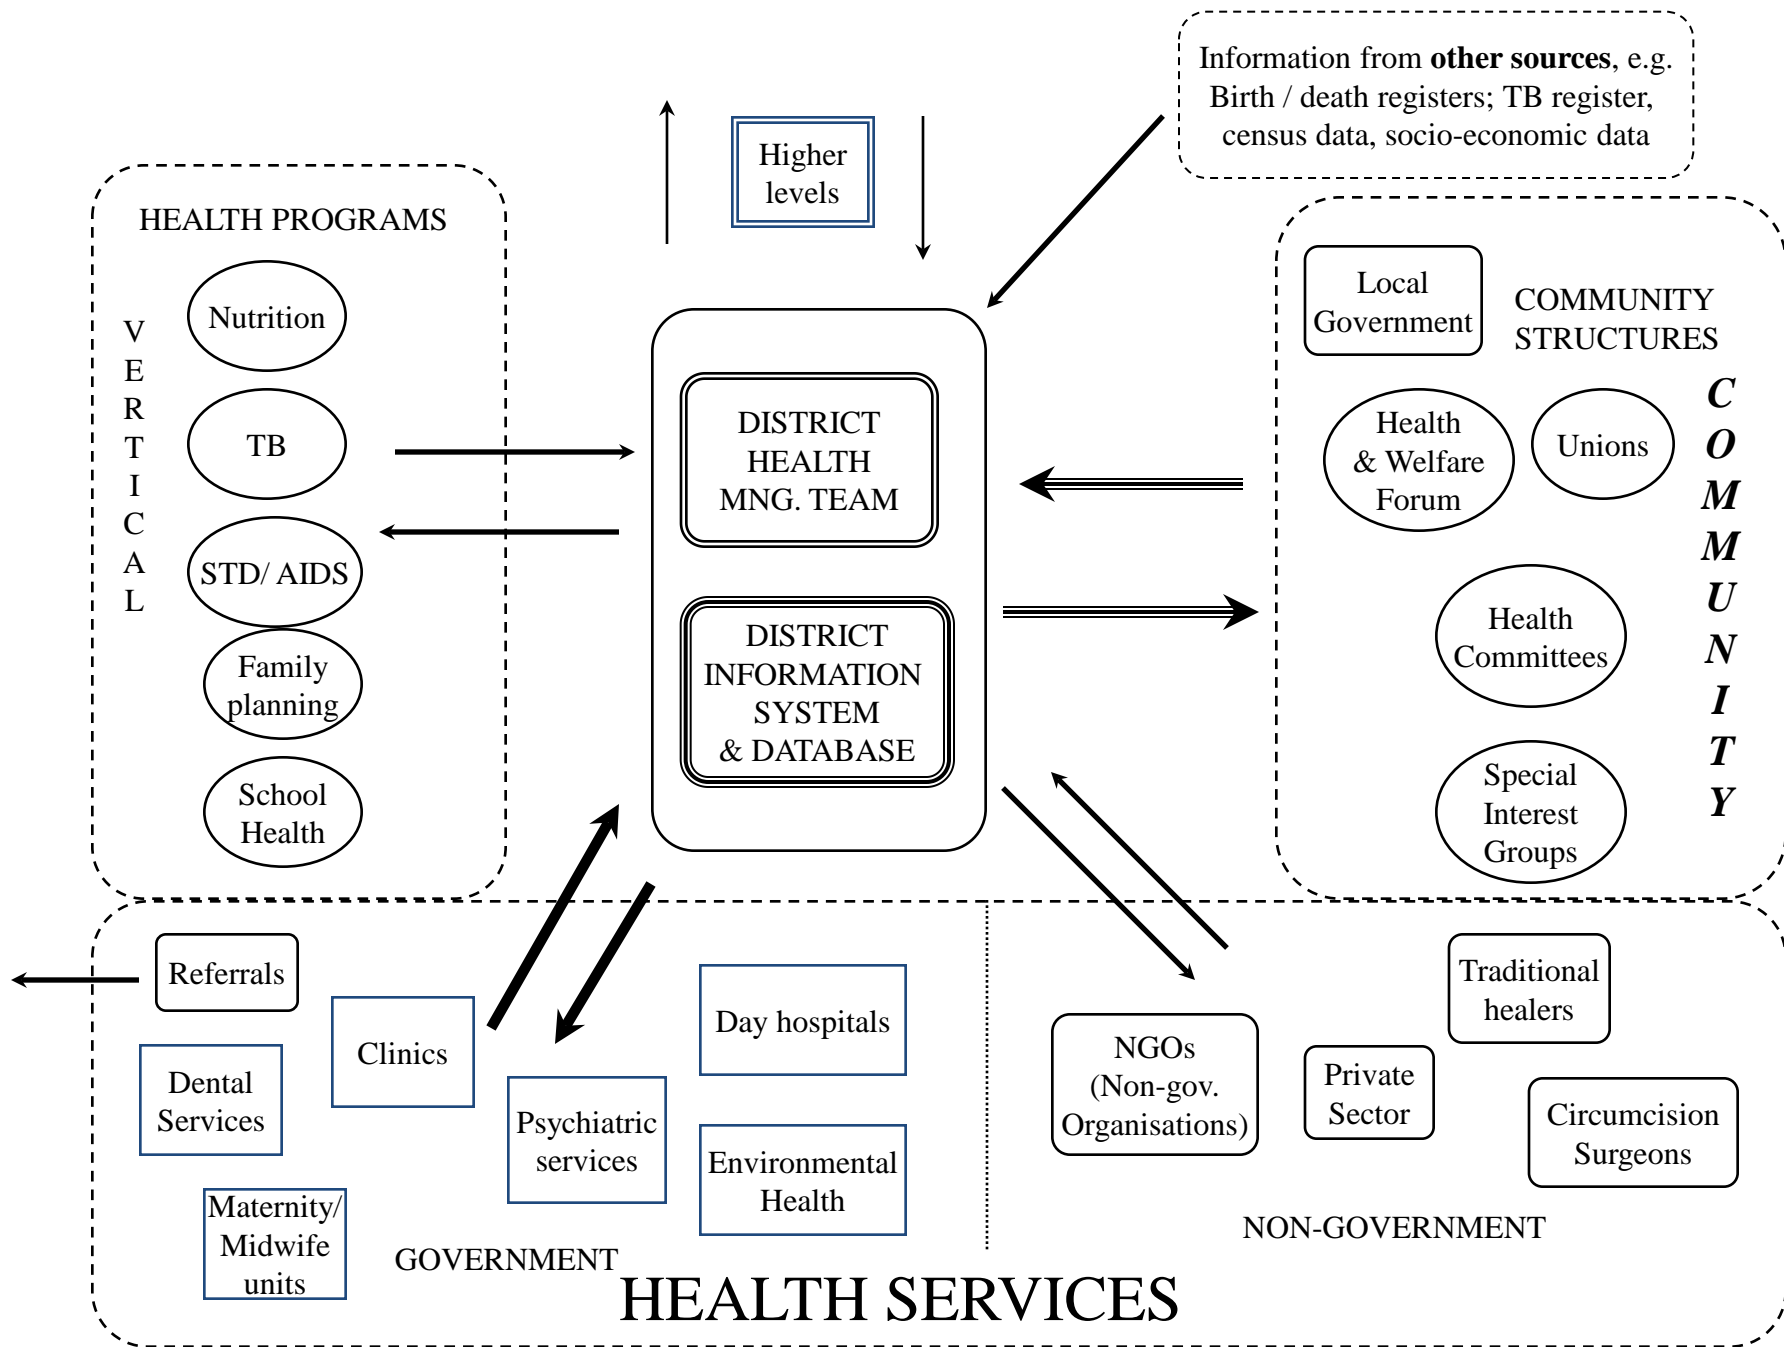 Information from other sources, e.g.
Birth / death registers; TB register,
census data, socio-economic data
Higher
levels
HEALTH PROGRAMS
VERTICAL
Nutrition
TB
STD/ AIDS
Family
planning
School
Health
DISTRICT
HEALTH
MNG. TEAM
DISTRICT
INFORMATION
SYSTEM
& DATABASE
Local
Government
COMMUNITY
STRUCTURES
COMMUNITY
Health
& Welfare
Forum
Unions
Health
Committees
Special
Interest
Groups
Referrals
Clinics
Dental
Services
Maternity/
Midwife
units
Psychiatric
services
Day hospitals
Environmental
Health
GOVERNMENT
NGOs
(Non-gov.
Organisations)
Private
Sector
Traditional
healers
Circumcision
Surgeons
NON-GOVERNMENT
HEALTH SERVICES